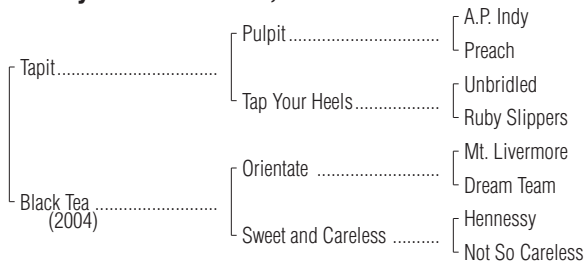 A.P. Indy
Pulpit
Preach
Tapit
Unbridled
Tap Your Heels
Ruby Slippers
Mt. Livermore
Orientate
Dream Team
Black Tea
(2004)
Hennessy
Sweet and Careless
Not So Careless